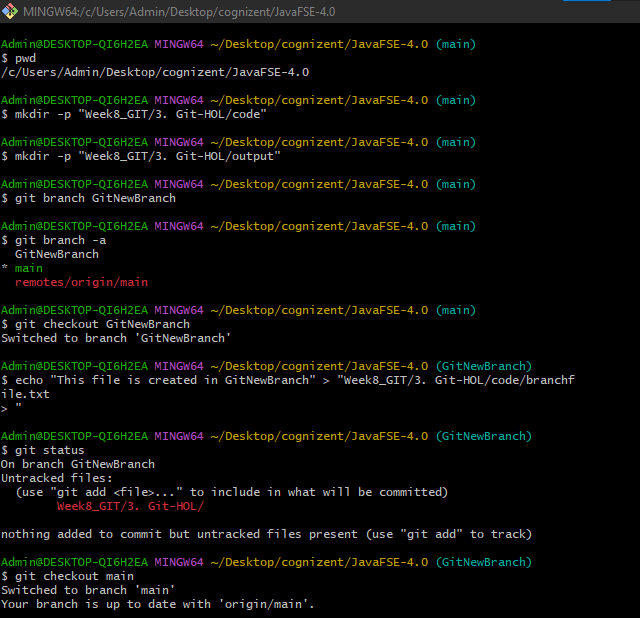 MINGW64:/c/Users/Admin/Desktop/cognizent/JavaFSE-4.0
Admin@DESKTOP-QI6H2EA MINGW64 ~/Desktop/cognizent/JavaFSE-4.0 (main)
$ pwd
/c/Users/Admin/Desktop/cognizent/JavaFSE-4.0
Admin@DESKTOP-QI6H2EA MINGW64 ~/Desktop/cognizent/JavaFSE-4.0 (main)
$ mkdir -p "Week8_GIT/3. Git-HOL/code"
Admin@DESKTOP-QI6H2EA MINGW64 ~/Desktop/cognizent/JavaFSE-4.0 (main)
$ mkdir -p "Week8_GIT/3. Git-HOL/output"
Admin@DESKTOP-QI6H2EA MINGW64 ~/Desktop/cognizent/JavaFSE-4.0 (main)
$ git branch GitNewBranch
Admin@DESKTOP-QI6H2EA MINGW64 ~/Desktop/cognizent/JavaFSE-4.0 (main)
$ git branch -a
  GitNewBranch
* main
  remotes/origin/main
Admin@DESKTOP-QI6H2EA MINGW64 ~/Desktop/cognizent/JavaFSE-4.0 (main)
$ git checkout GitNewBranch
Switched to branch 'GitNewBranch'
Admin@DESKTOP-QI6H2EA MINGW64 ~/Desktop/cognizent/JavaFSE-4.0 (GitNewBranch)
$ echo "This file is created in GitNewBranch" > "Week8_GIT/3. Git-HOL/code/branchf
ile.txt
> "
Admin@DESKTOP-QI6H2EA MINGW64 ~/Desktop/cognizent/JavaFSE-4.0 (GitNewBranch)
$ git status
On branch GitNewBranch
Untracked files:
  (use "git add <file>..." to include in what will be committed)
        Week8_GIT/3. Git-HOL/
nothing added to commit but untracked files present (use "git add" to track)
Admin@DESKTOP-QI6H2EA MINGW64 ~/Desktop/cognizent/JavaFSE-4.0 (GitNewBranch)
$ git checkout main
Switched to branch 'main'
Your branch is up to date with 'origin/main'.